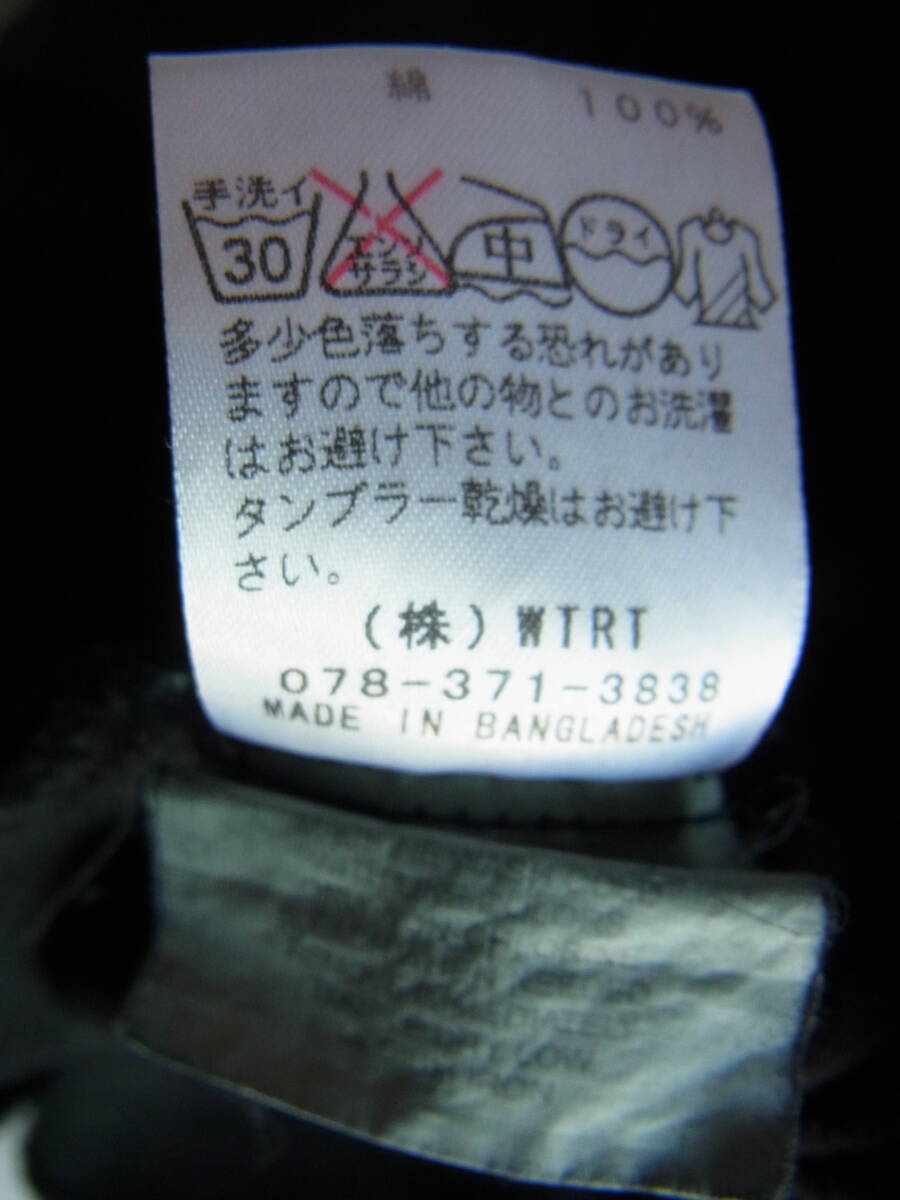 綿 100%
手洗イ
30
エンソ
サラシ
中
ドライ
多少色落ちする恐れがあり
ますので他の物とのお洗濯
はお避け下さい。
タンブラー乾燥はお避け下
さい。
(株)WTRT
078-371-3838
MADE IN BANGLADESH